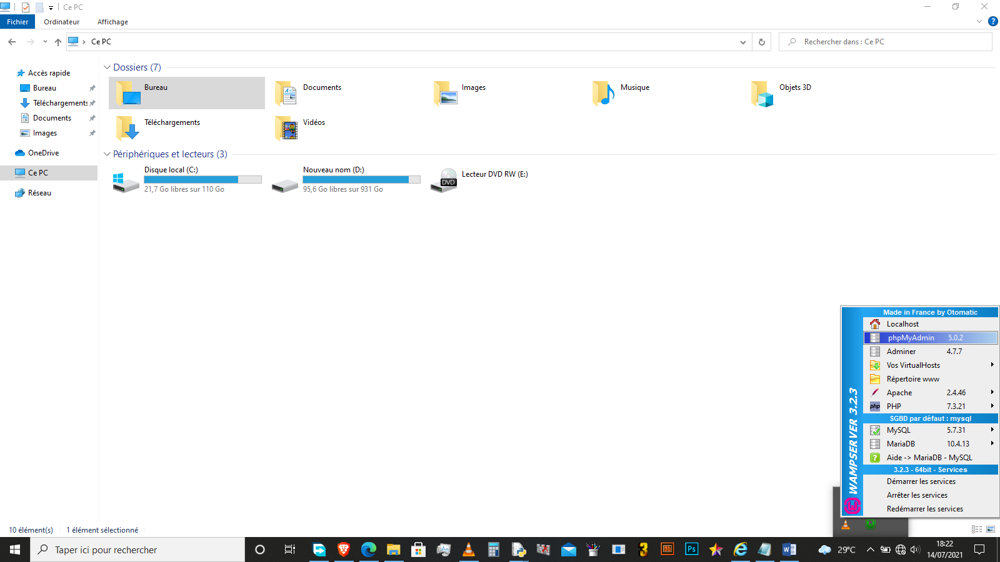 Ce PC
Fichier
Ordinateur
Affichage
?
Ce PC
Rechercher dans : Ce PC
Accès rapide
Bureau
Téléchargements
Documents
Images
OneDrive
Ce PC
Réseau
Dossiers (7)
Bureau
Documents
Images
Musique
Objets 3D
Téléchargements
Vidéos
Périphériques et lecteurs (3)
Disque local (C:)
21,7 Go libres sur 110 Go
Nouveau nom (D:)
95,6 Go libres sur 931 Go
DVD
Lecteur DVD RW (E:)
WAMPSERVER 3.2.3
Made in France by Otomatic
Localhost
phpMyAdmin 5.0.2
Adminer 4.7.7
Vos VirtualHosts
Répertoire www
Apache 2.4.46
php PHP 7.3.21
SGBD par défaut : mysql
MySQL 5.7.31
MariaDB 10.4.13
? Aide -> MariaDB - MySQL
3.2.3 - 64bit - Services
Démarrer les services
Arrêter les services
Redémarrer les services
10 élément(s)
1 élément sélectionné
Taper ici pour rechercher
3
Ps
W
29°C
18:22
14/07/2021